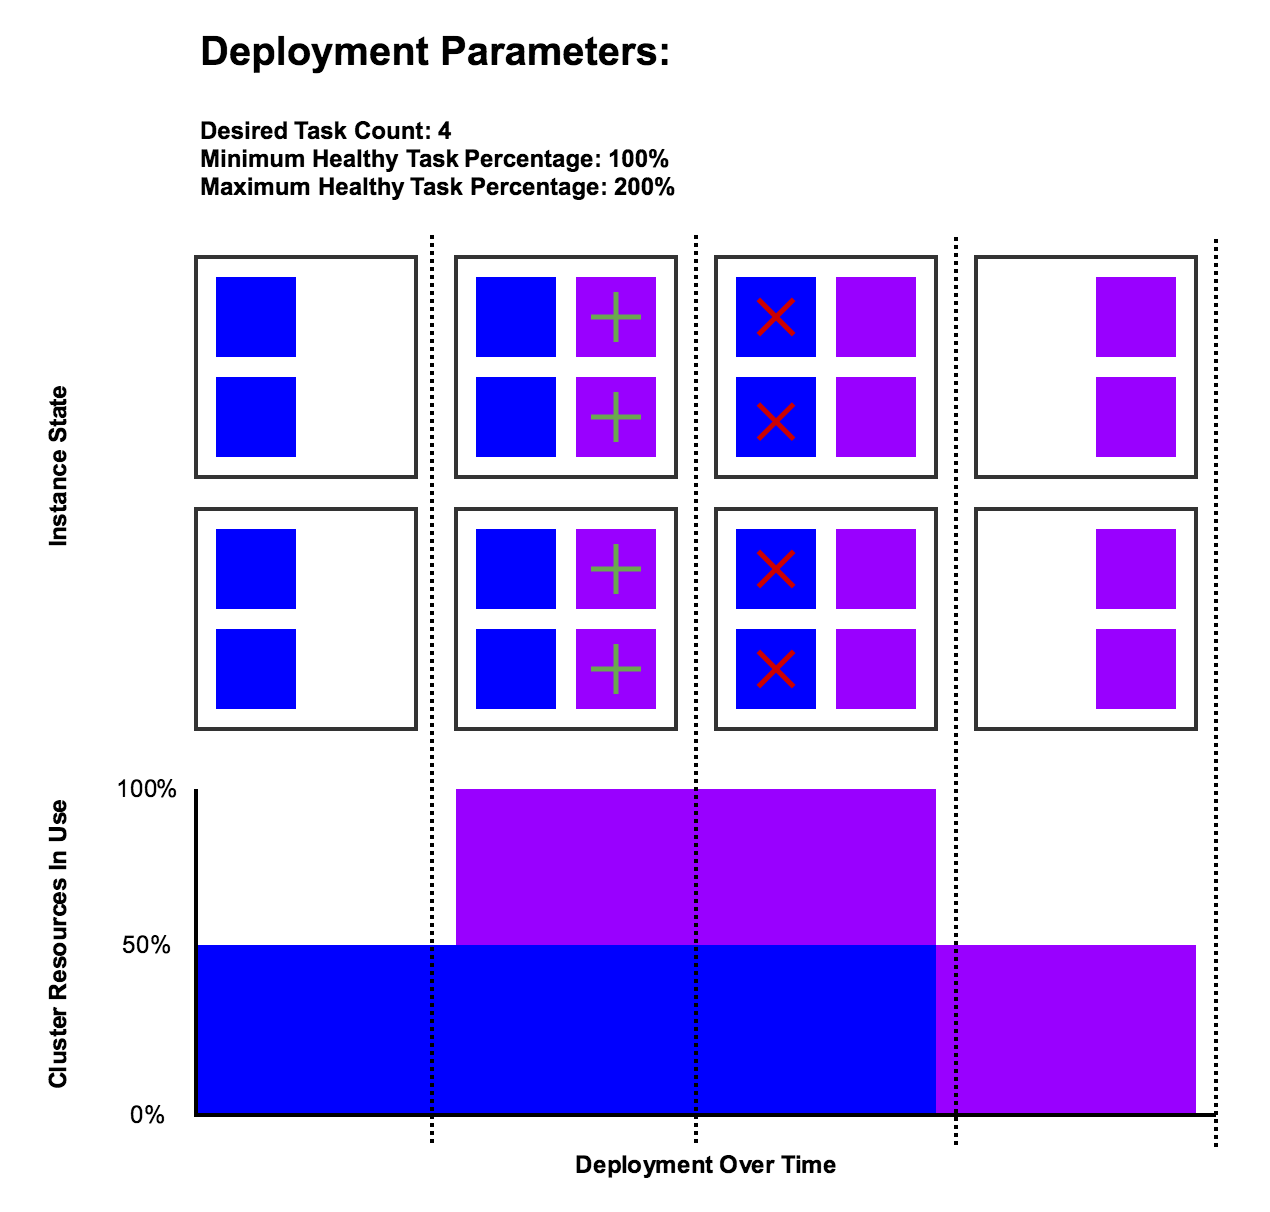 Deployment Parameters:
Desired Task Count: 4
Minimum Healthy Task Percentage: 100%
Maximum Healthy Task Percentage: 200%
Instance State
Cluster Resources In Use
100%
50%
0%
Deployment Over Time